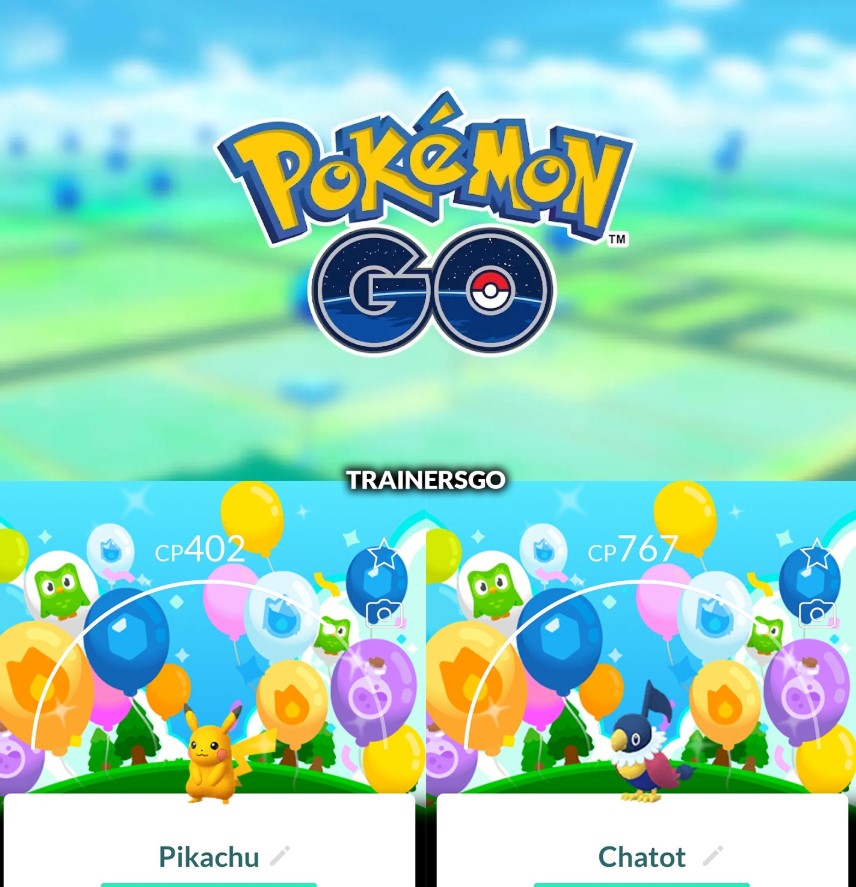 POKéMON
TM
GO
TRAINERSGO
CP402
CP767
Pikachu
Chatot